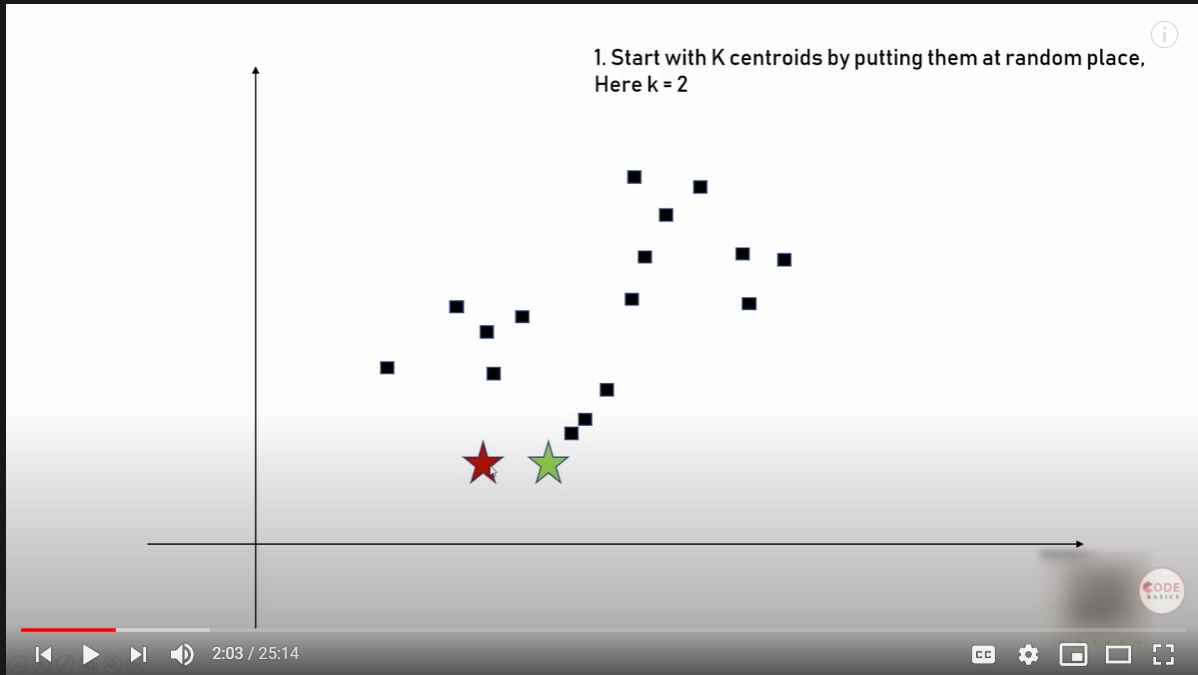 1. Start with K centroids by putting them at random place,
Here k = 2
CODE
BASICS
2:03 / 25:14
CC